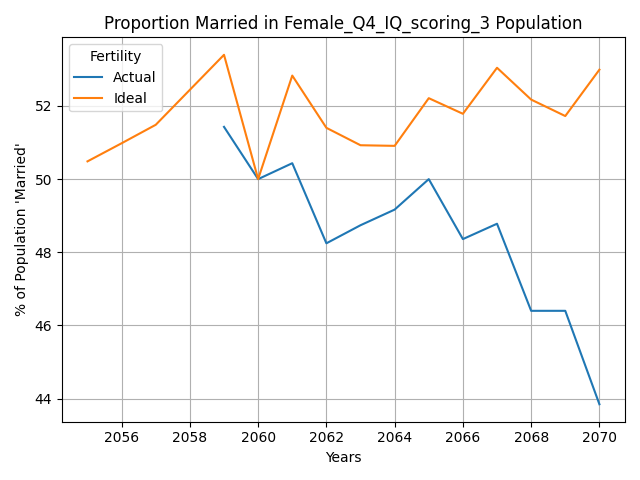 Proportion Married in Female_Q4_IQ_scoring_3 Population
Fertility
Actual
Ideal
% of Population 'Married'
52
50
48
46
44
2056 2058 2060 2062 2064 2066 2068 2070
Years